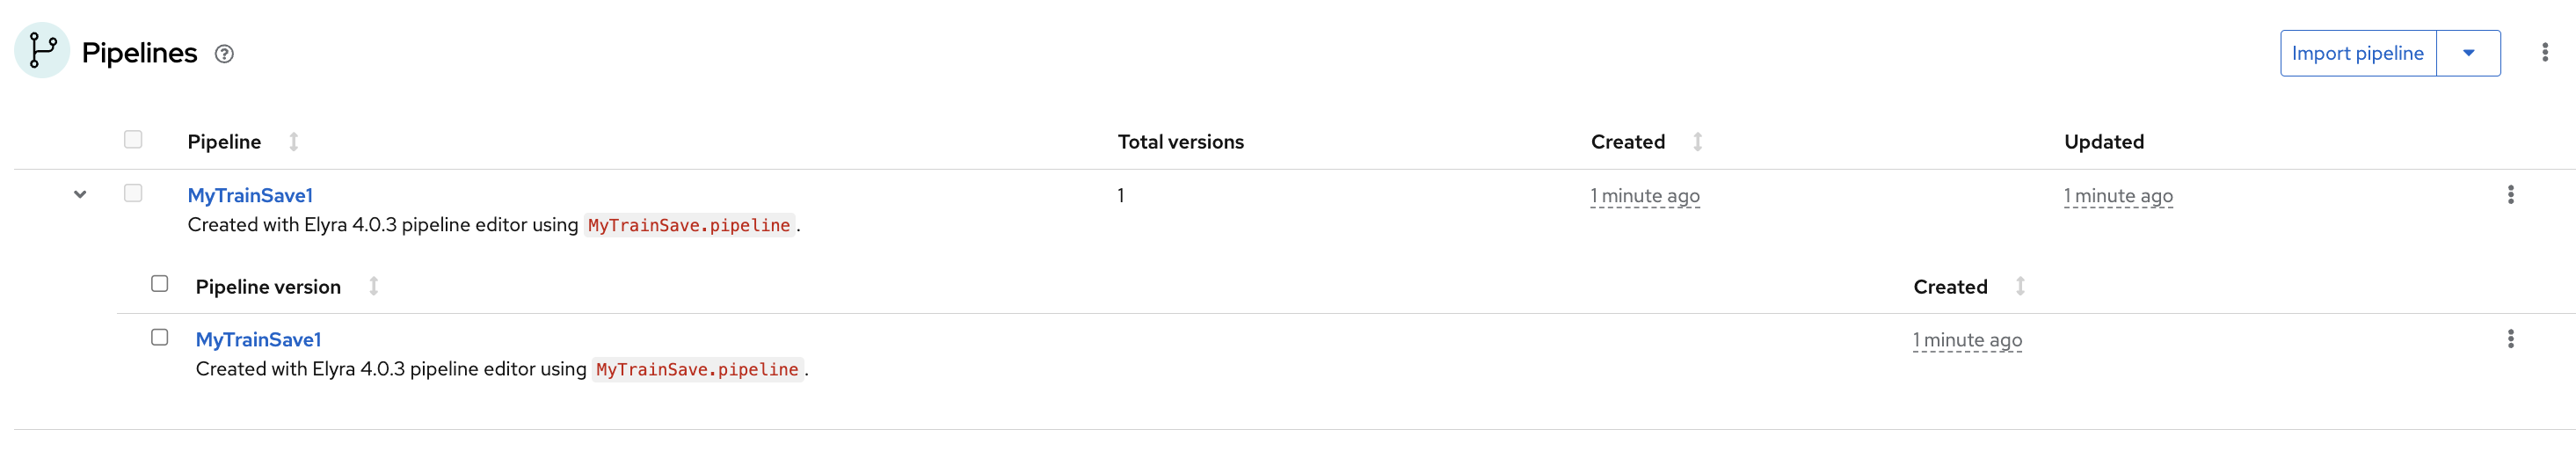 Pipelines
Import pipeline
Pipeline Total versions Created Updated
MyTrainSave1 1 1 minute ago 1 minute ago
Created with Elyra 4.0.3 pipeline editor using MyTrainSave.pipeline.
Pipeline version Created
MyTrainSave1 1 minute ago
Created with Elyra 4.0.3 pipeline editor using MyTrainSave.pipeline.